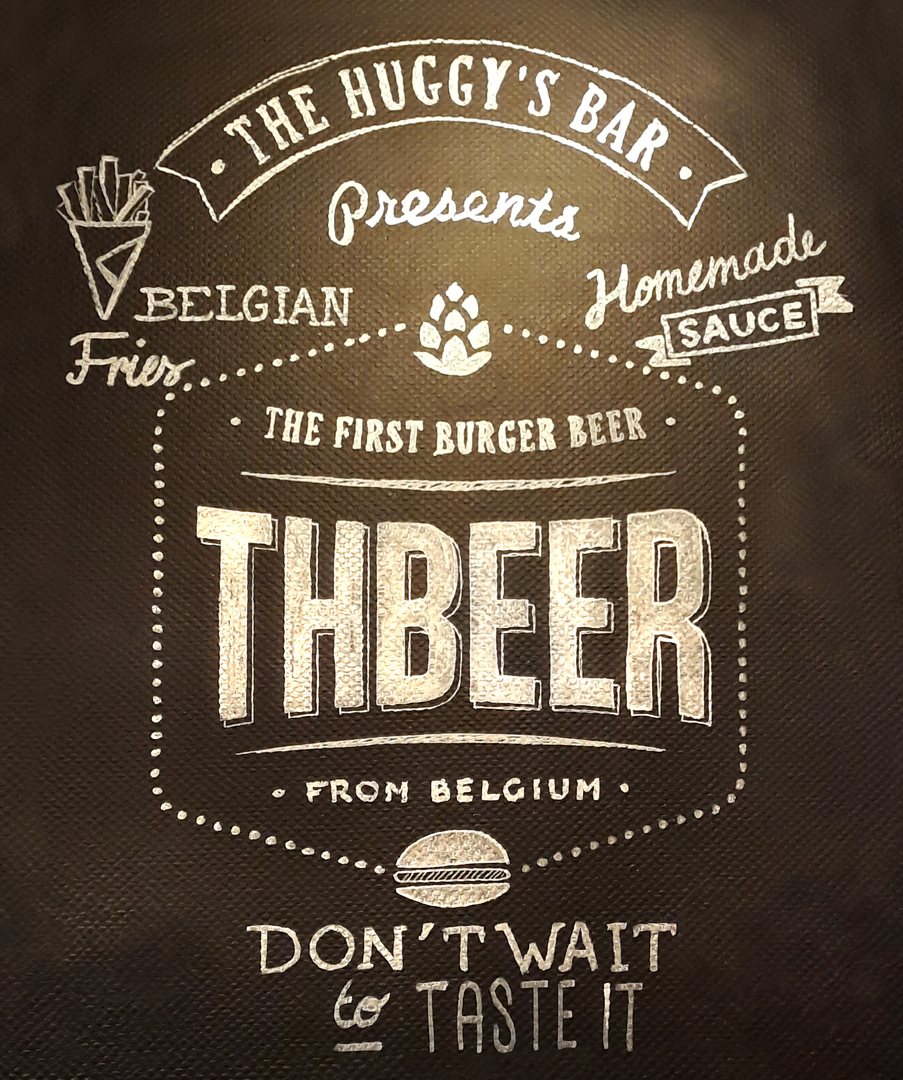 THE HUGGY'S BAR
Presents
BELGIAN
Fries
Homemade
SAUCE
THE FIRST BURGER BEER
THBEER
FROM BELGIUM
DON'T WAIT
to TASTE IT